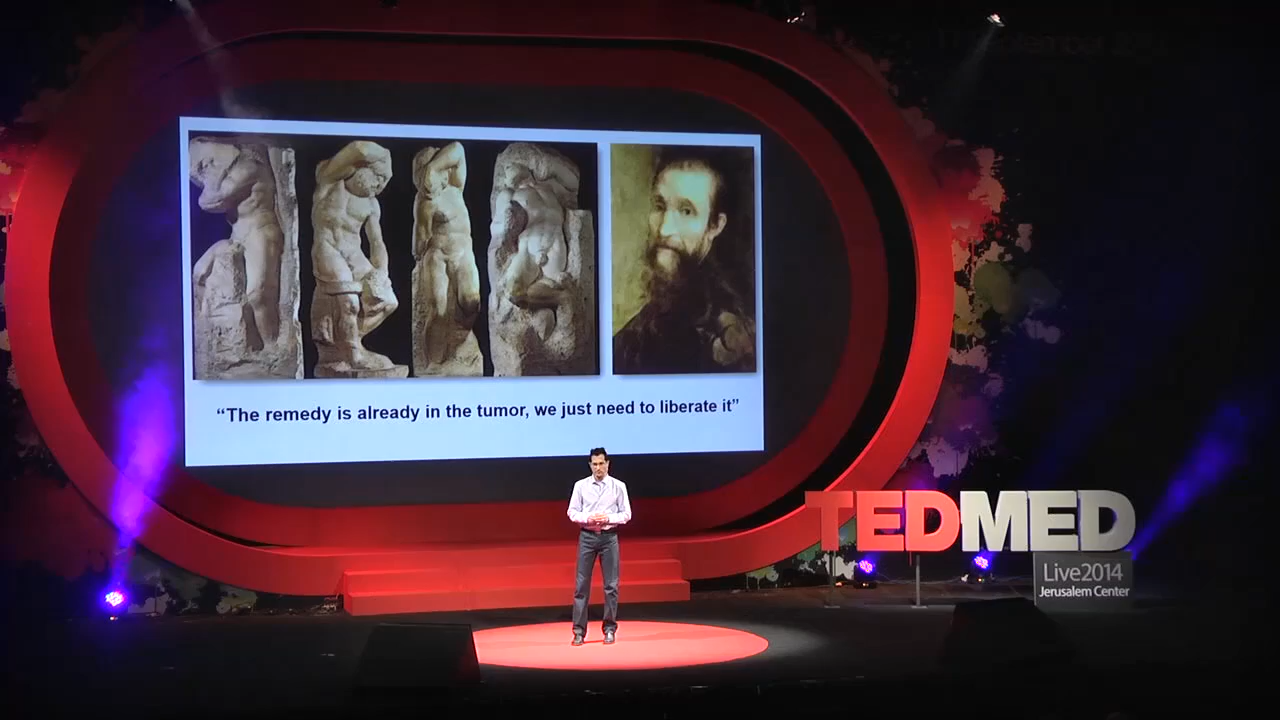 “The remedy is already in the tumor, we just need to liberate it”
TEDMED
Live2014
Jerusalem Center